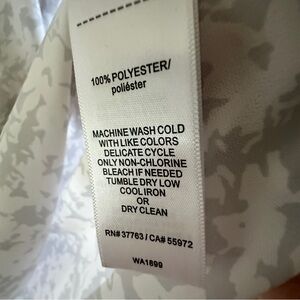 100% POLYESTER/
poliéster
MACHINE WASH COLD
WITH LIKE COLORS
DELICATE CYCLE
ONLY NON-CHLORINE
BLEACH IF NEEDED
TUMBLE DRY LOW
COOL IRON
OR
DRY CLEAN
RN# 37763 / CA# 55972
WA1899